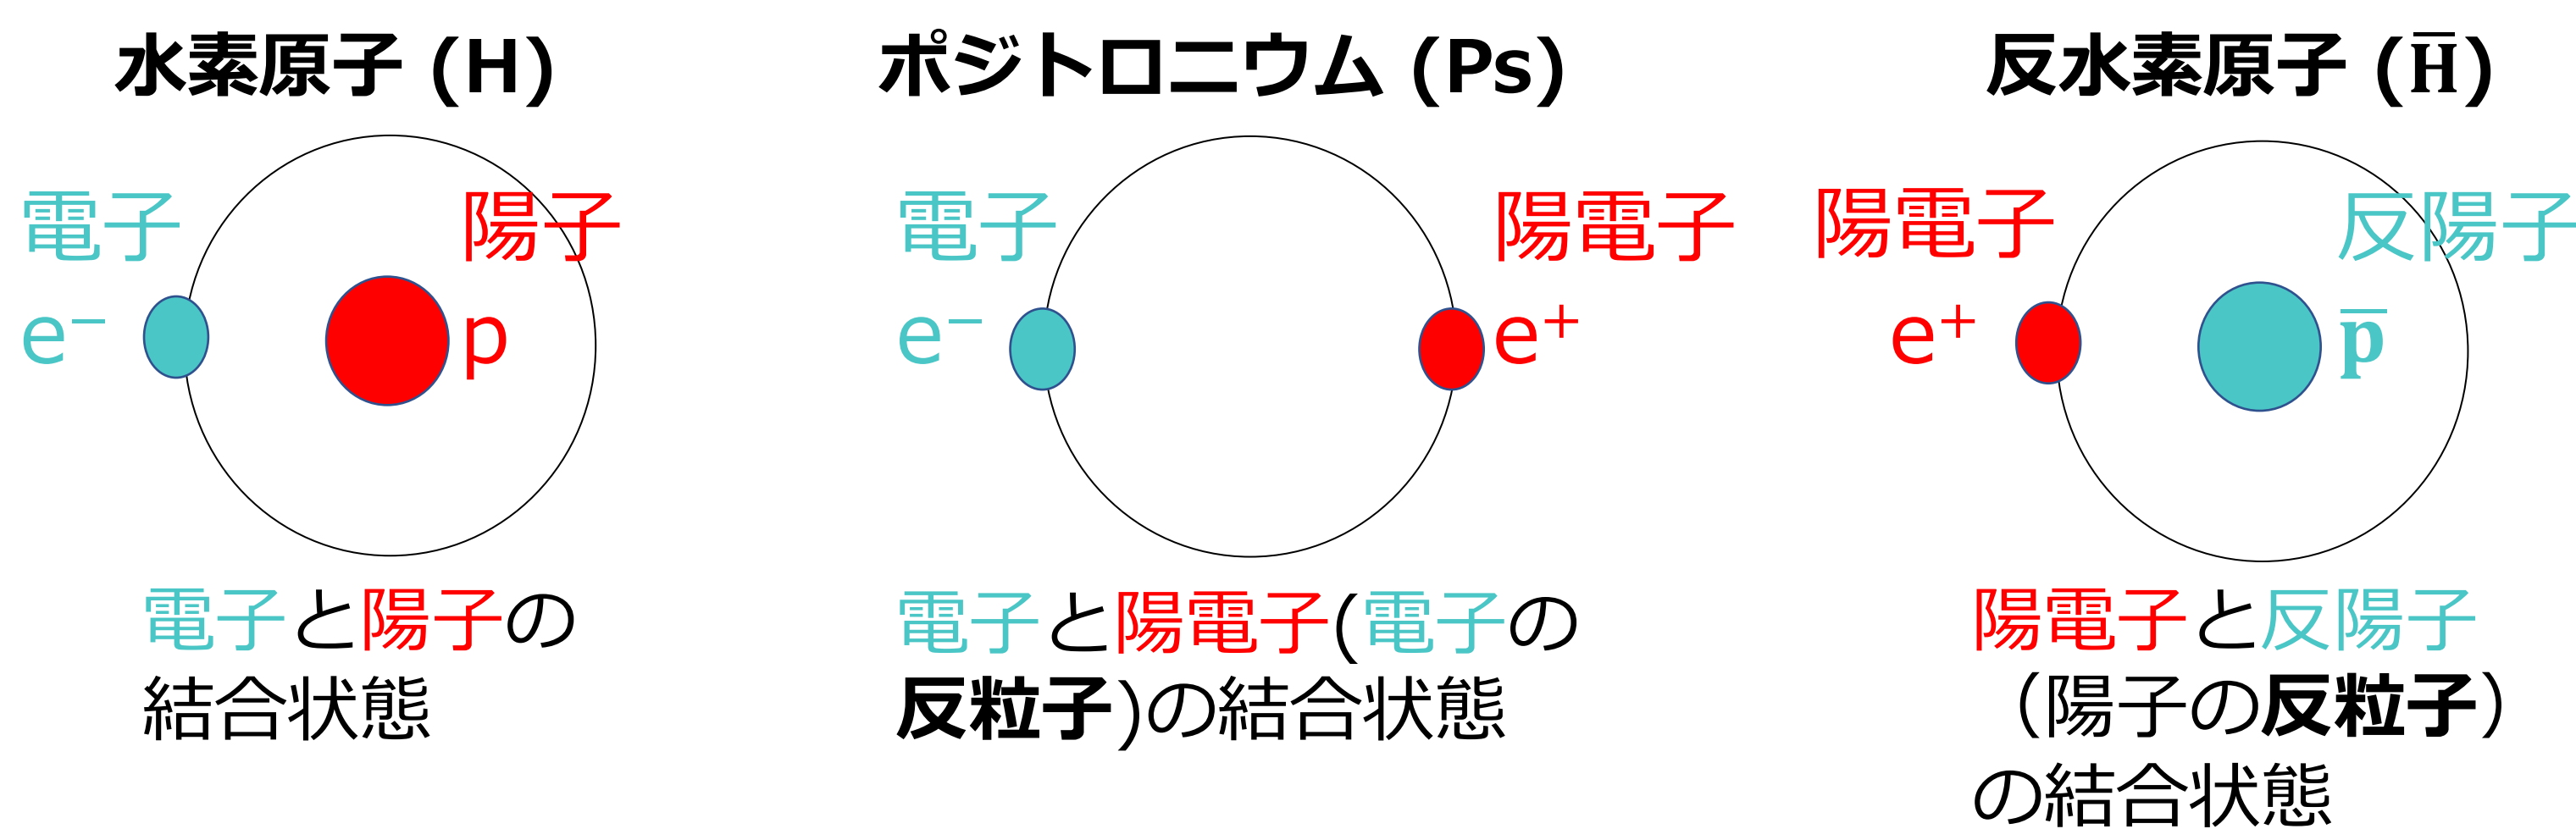 水素原子 (H)
電子
陽子
e⁻
p
電子と陽子の
結合状態
ポジトロニウム (Ps)
電子
陽電子
e⁻
e⁺
電子と陽電子(電子の
反粒子)の結合状態
反水素原子 (H̅)
陽電子
反陽子
e⁺
p̅
陽電子と反陽子
（陽子の反粒子）
の結合状態